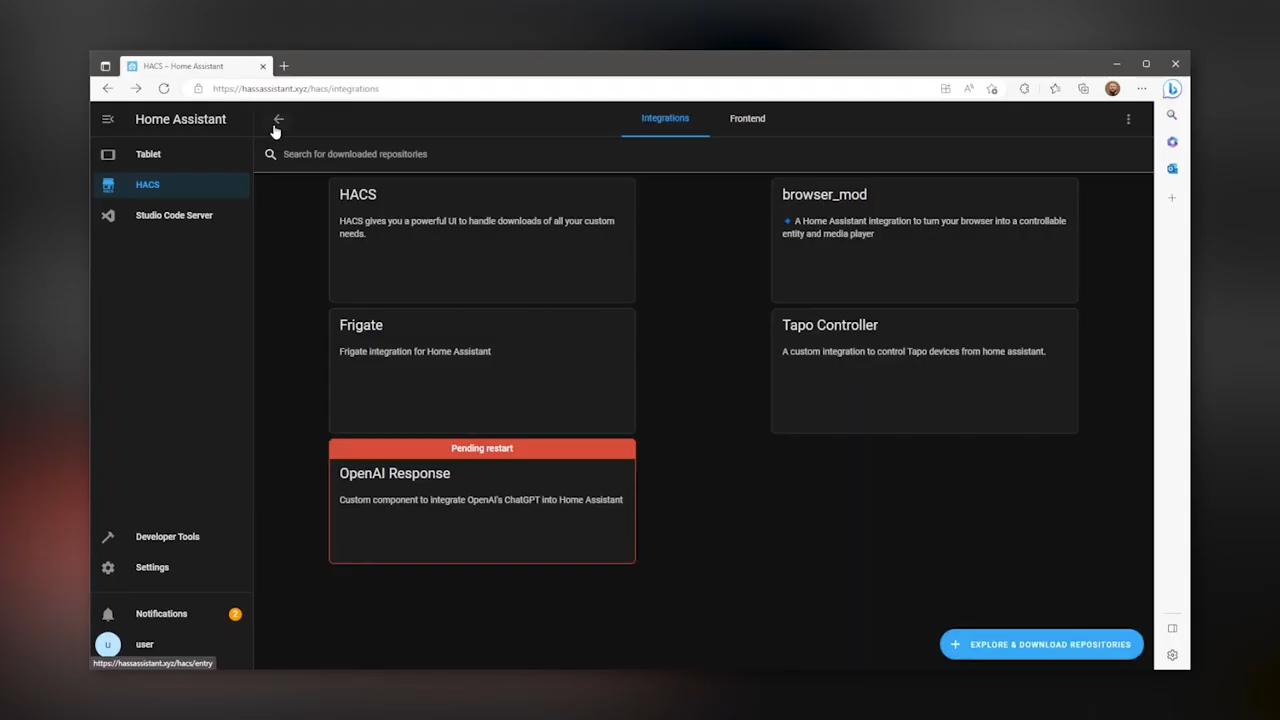 HACS – Home Assistant
https://hassassistant.xyz/hacs/integrations
Home Assistant
Integrations
Frontend
Tablet
Search for downloaded repositories
HACS
Studio Code Server
HACS
HACS gives you a powerful UI to handle downloads of all your custom
needs.
browser_mod
A Home Assistant integration to turn your browser into a controllable
entity and media player
Frigate
Frigate integration for Home Assistant
Tapo Controller
A custom integration to control Tapo devices from home assistant.
Pending restart
OpenAI Response
Custom component to integrate OpenAI's ChatGPT into Home Assistant
Developer Tools
Settings
Notifications
2
u
user
https://hassassistant.xyz/hacs/entry
EXPLORE & DOWNLOAD REPOSITORIES